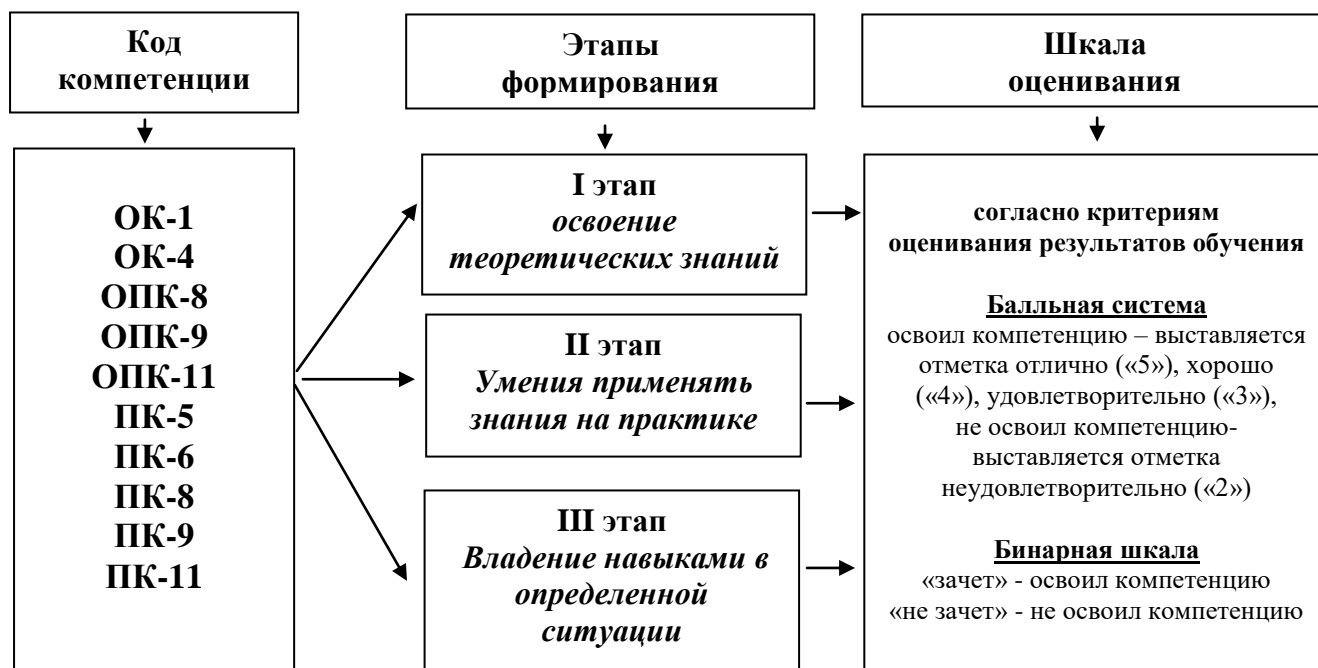 Код
компетенции
Этапы
формирования
Шкала
оценивания
ОК-1
ОК-4
ОПК-8
ОПК-9
ОПК-11
ПК-5
ПК-6
ПК-8
ПК-9
ПК-11
I этап
освоение
теоретических знаний
II этап
Умения применять
знания на практике
III этап
Владение навыками в
определенной
ситуации
согласно критериям
оценивания результатов обучения
Балльная система
освоил компетенцию – выставляется
отметка отлично («5»), хорошо
(«4»), удовлетворительно («3»),
не освоил компетенцию-
выставляется отметка
неудовлетворительно («2»)
Бинарная шкала
«зачет» - освоил компетенцию
«не зачет» - не освоил компетенцию